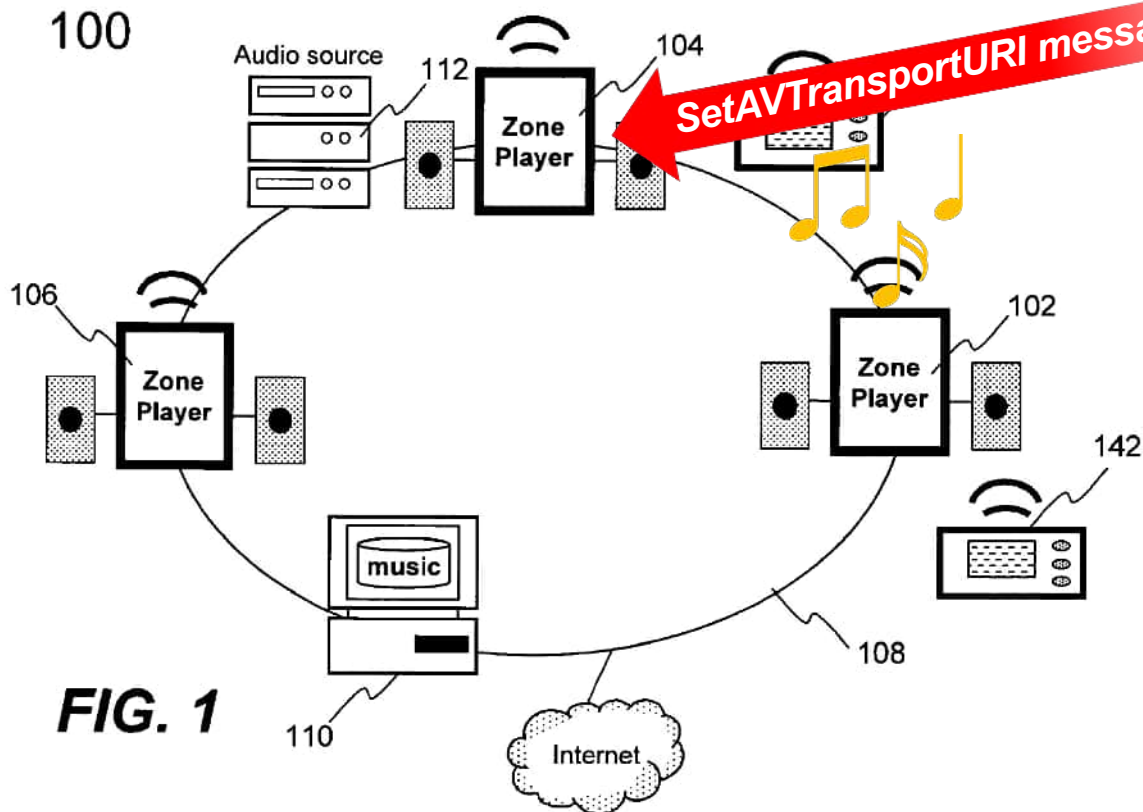 100
Audio source
112
104
SetAVTransportURI
Zone
Player
106
102
Zone
Player
Zone
Player
142
music
108
FIG. 1
110
Internet